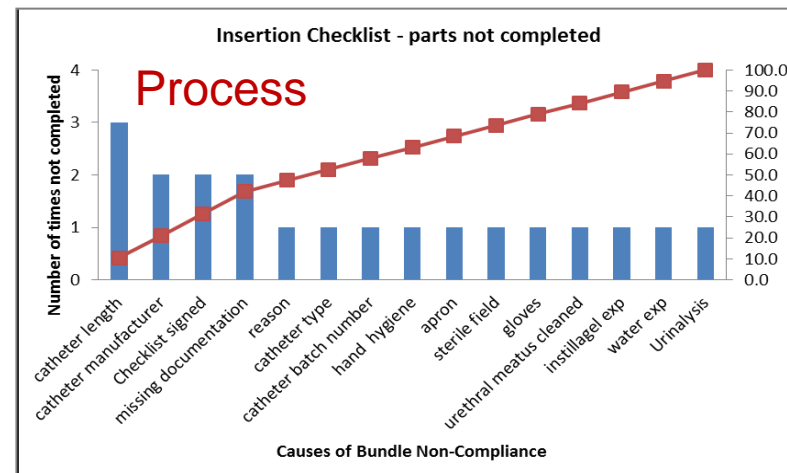 Insertion Checklist - parts not completed
Process
Number of times not completed
4
3
2
1
0
100.0
90.0
80.0
70.0
60.0
50.0
40.0
30.0
20.0
10.0
0.0
catheter length
catheter manufacturer
Checklist signed
missing documentation
reason
catheter type
catheter batch number
hand hygiene
apron
sterile field
gloves
urethral meatus cleaned
instillagel exp
water exp
Urinalysis
Causes of Bundle Non-Compliance